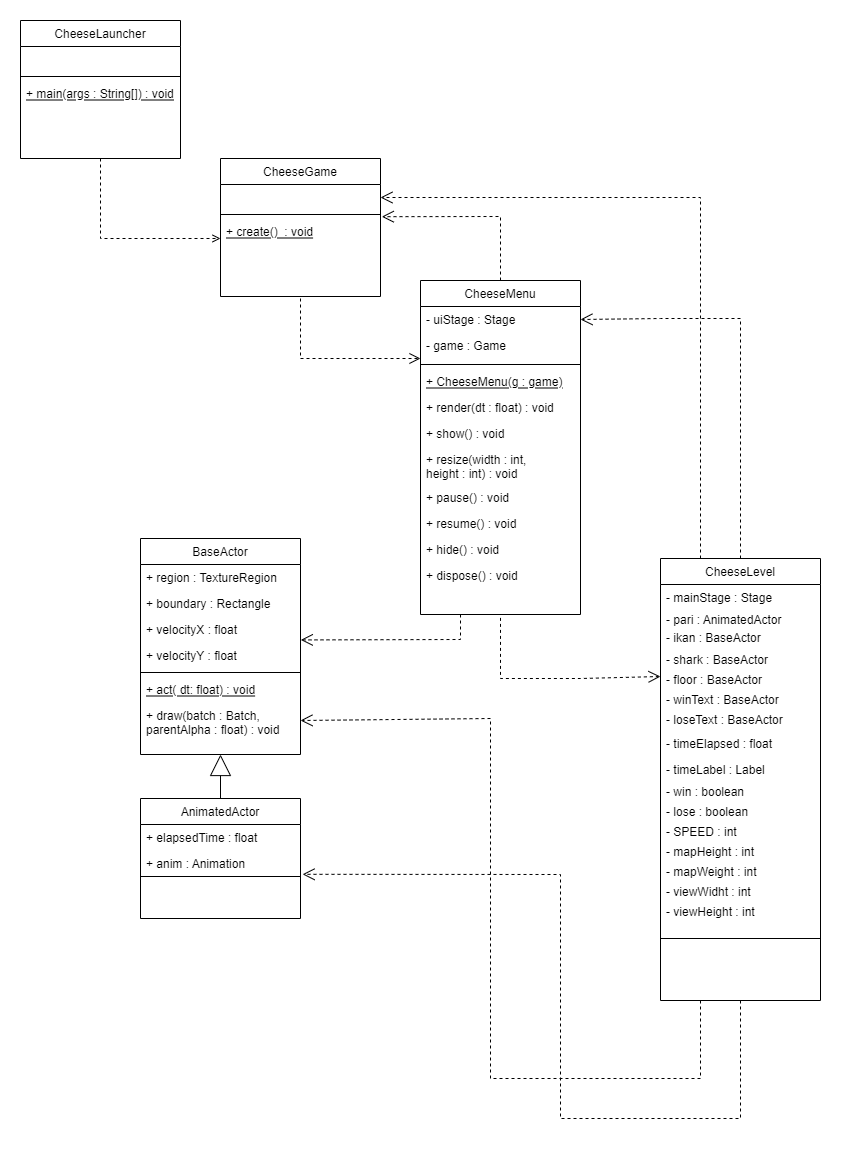 CheeseLauncher
+ main(args : String[]) : void
CheeseGame
+ create() : void
CheeseMenu
- uiStage : Stage
- game : Game
+ CheeseMenu(g : game)
+ render(dt : float) : void
+ show() : void
+ resize(width : int,
height : int) : void
+ pause() : void
+ resume() : void
+ hide() : void
+ dispose() : void
BaseActor
+ region : TextureRegion
+ boundary : Rectangle
+ velocityX : float
+ velocityY : float
+ act( dt: float) : void
+ draw(batch : Batch,
parentAlpha : float) : void
AnimatedActor
+ elapsedTime : float
+ anim : Animation
CheeseLevel
- mainStage : Stage
- pari : AnimatedActor
- ikan : BaseActor
- shark : BaseActor
- floor : BaseActor
- winText : BaseActor
- loseText : BaseActor
- timeElapsed : float
- timeLabel : Label
- win : boolean
- lose : boolean
- SPEED : int
- mapHeight : int
- mapWeight : int
- viewWidht : int
- viewHeight : int